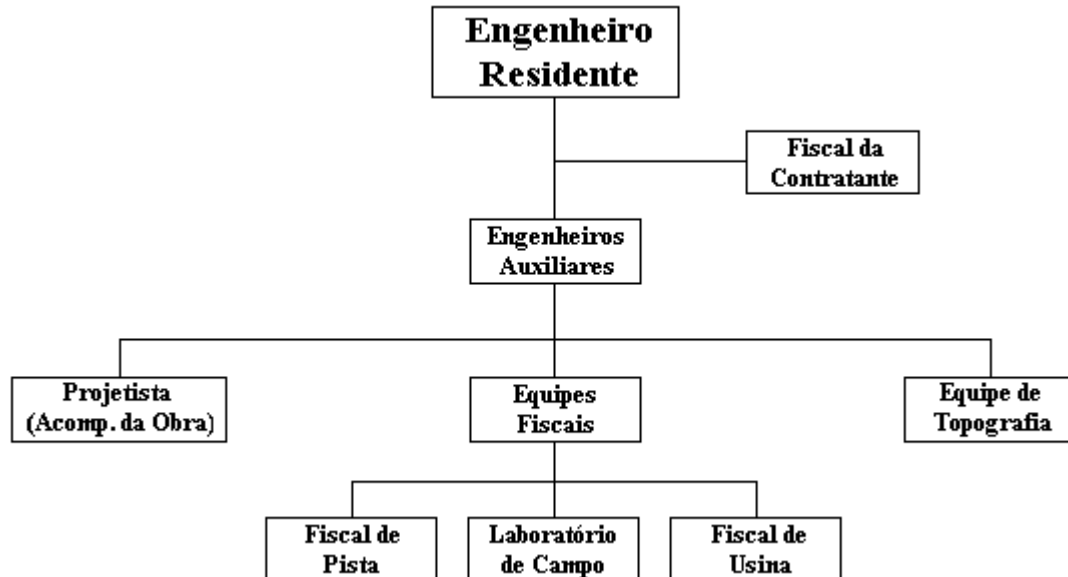 Engenheiro
Residente
Fiscal da
Contratante
Engenheiros
Auxiliares
Projetista
(Acomp. da Obra)
Equipes
Fiscais
Equipe de
Topografia
Fiscal de
Pista
Laboratório
de Campo
Fiscal de
Usina